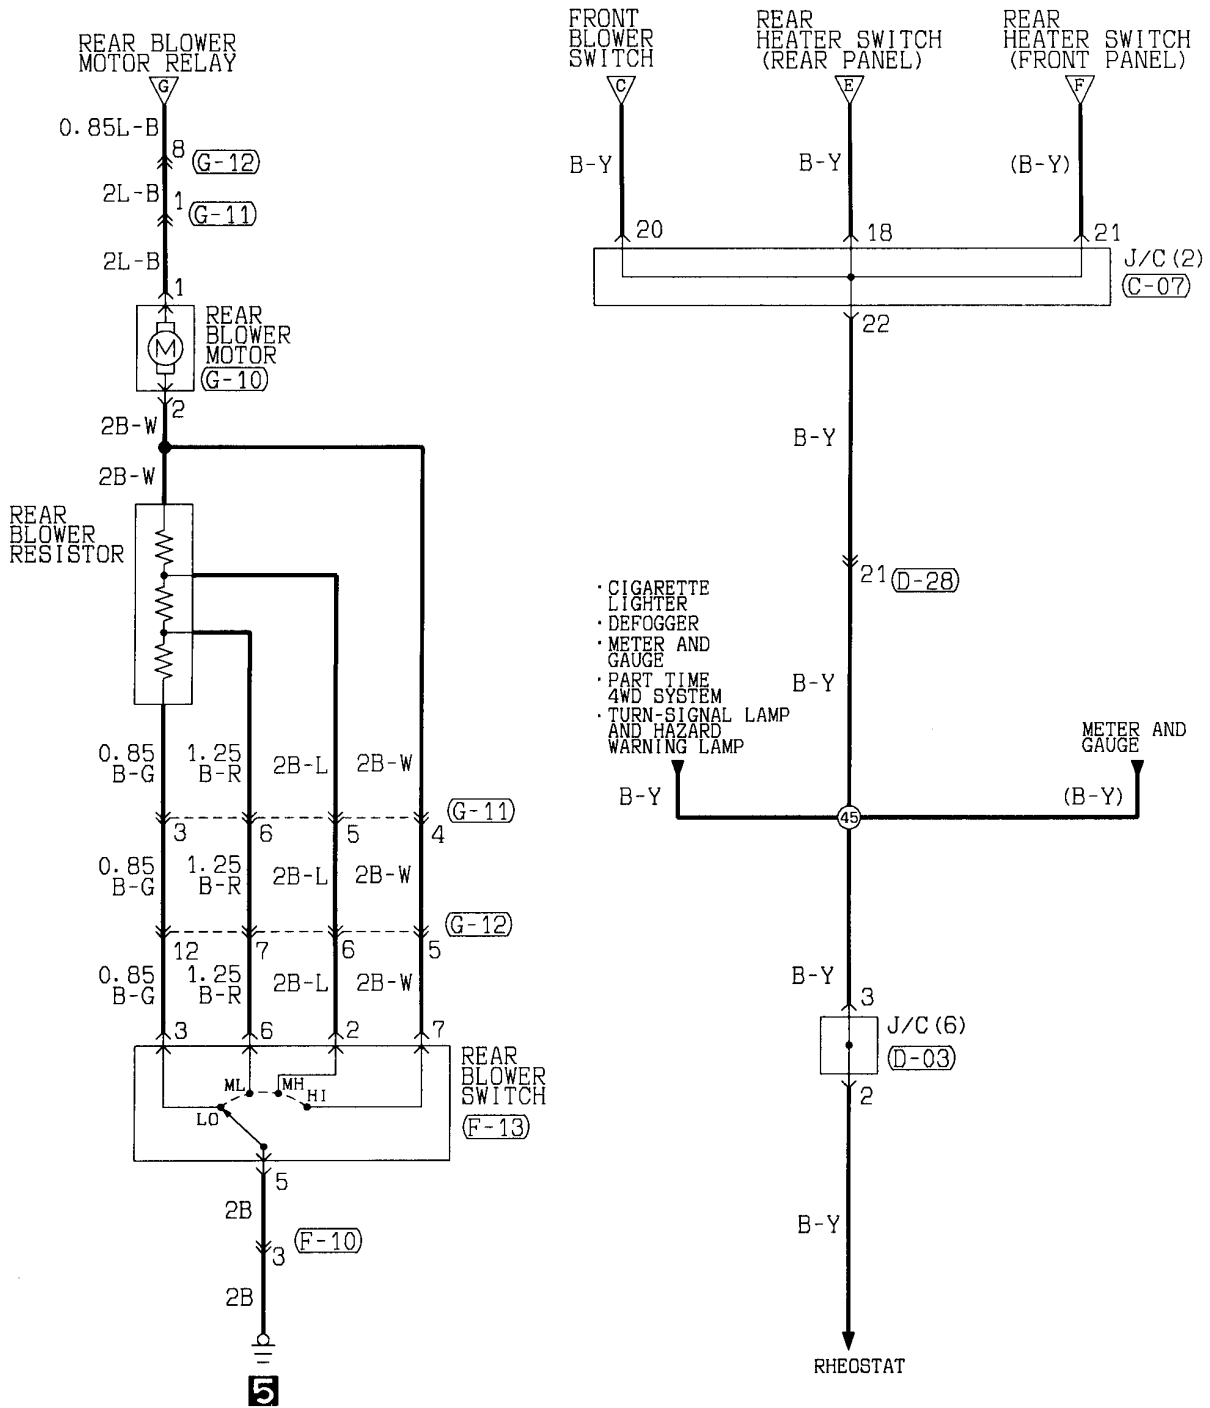 REAR BLOWER
MOTOR RELAY
G
0.85L-B
8
G-12
2L-B
1
G-11
2L-B
1
REAR
BLOWER
MOTOR
M
G-10
2
2B-W
2B-W
REAR
BLOWER
RESISTOR
0.85
B-G
1.25
B-R
2B-L
2B-W
G-11
3
6
5
4
0.85
B-G
1.25
B-R
2B-L
2B-W
G-12
12
7
6
5
0.85
B-G
1.25
B-R
2B-L
2B-W
3
6
2
7
REAR
BLOWER
SWITCH
F-13
ML
MH
HI
LO
5
2B
F-10
3
2B
5
FRONT
BLOWER
SWITCH
C
REAR
HEATER SWITCH
(REAR PANEL)
E
REAR
HEATER SWITCH
(FRONT PANEL)
F
B-Y
B-Y
(B-Y)
20
18
21
J/C(2)
C-07
22
B-Y
21
D-28
B-Y
·CIGARETTE
LIGHTER
·DEFOGGER
·METER AND
GAUGE
·PART TIME
4WD SYSTEM
·TURN-SIGNAL LAMP
AND HAZARD
WARNING LAMP
METER AND
GAUGE
B-Y
(B-Y)
45
B-Y
3
J/C(6)
D-03
2
B-Y
RHEOSTAT